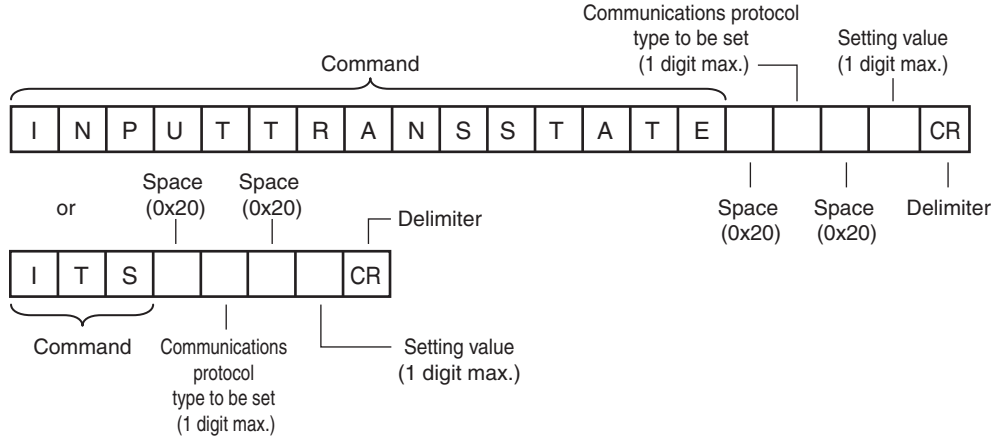 Communications protocol
type to be set
(1 digit max.)
Setting value
(1 digit max.)
Command
I N P U T T R A N S S T A T E CR
Space
(0x20)
Space
(0x20)
Delimiter
or
Space
(0x20)
Space
(0x20)
Delimiter
I T S CR
Command
Communications
protocol
type to be set
(1 digit max.)
Setting value
(1 digit max.)